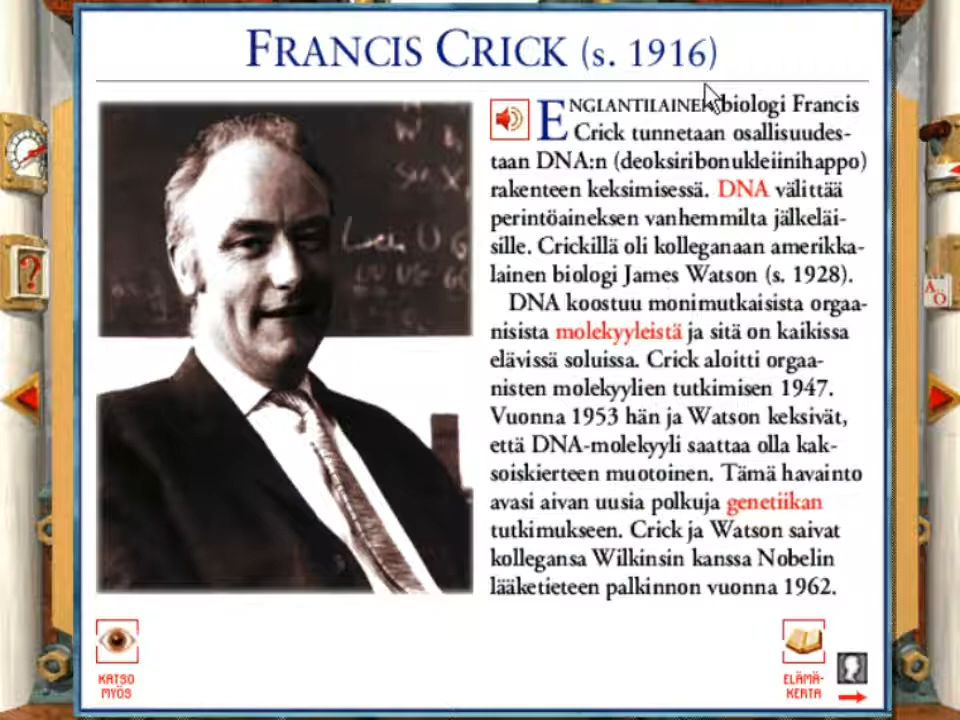 FRANCIS CRICK (s. 1916)
ENGLANTILAINEN biologi Francis
Crick tunnetaan osallisuudes-
taan DNA:n (deoksiribonukleiinihappo)
rakenteen keksimisessä. DNA välittää
perintöaineksen vanhemmilta jälkeläi-
sille. Crickillä oli kolleganaan amerikka-
lainen biologi James Watson (s. 1928).
DNA koostuu monimutkaisista orgaa-
nisista molekyyleistä ja sitä on kaikissa
elävissä soluissa. Crick aloitti orgaa-
nisten molekyylien tutkimisen 1947.
Vuonna 1953 hän ja Watson keksivät,
että DNA-molekyyli saattaa olla kak-
soiskierteen muotoinen. Tämä havainto
avasi aivan uusia polkuja genetiikan
tutkimukseen. Crick ja Watson saivat
kollegansa Wilkinsin kanssa Nobelin
lääketieteen palkinnon vuonna 1962.
KATSO
MYÖS
ELÄMÄ-
KERTA